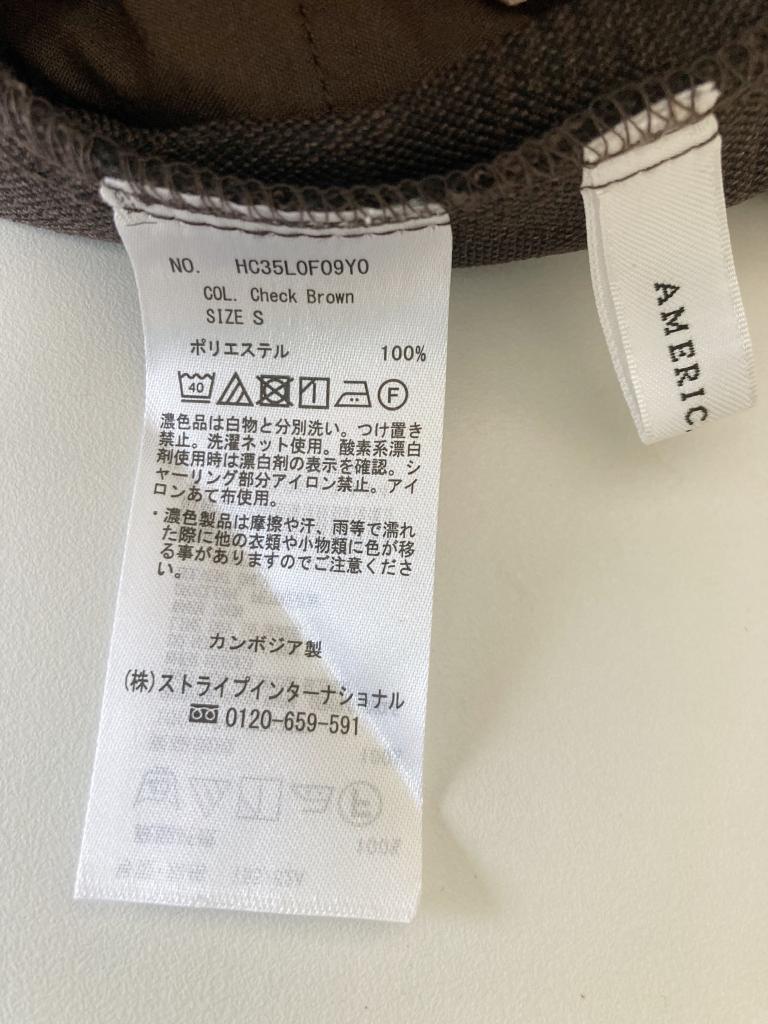 NO. HC35L0F09Y0
COL. Check Brown
SIZE S
ポリエステル 100%
40 F
濃色品は白物と分別洗い。つけ置き
禁止。洗濯ネット使用。酸素系漂白
剤使用時は漂白剤の表示を確認。シ
ャーリング部分アイロン禁止。アイ
ロンあて布使用。
・濃色製品は摩擦や汗、雨等で濡れ
た際に他の衣類や小物類に色が移
る事がありますのでご注意くださ
い。
カンボジア製
(株)ストライプインターナショナル
0120-659-591
AMERIC